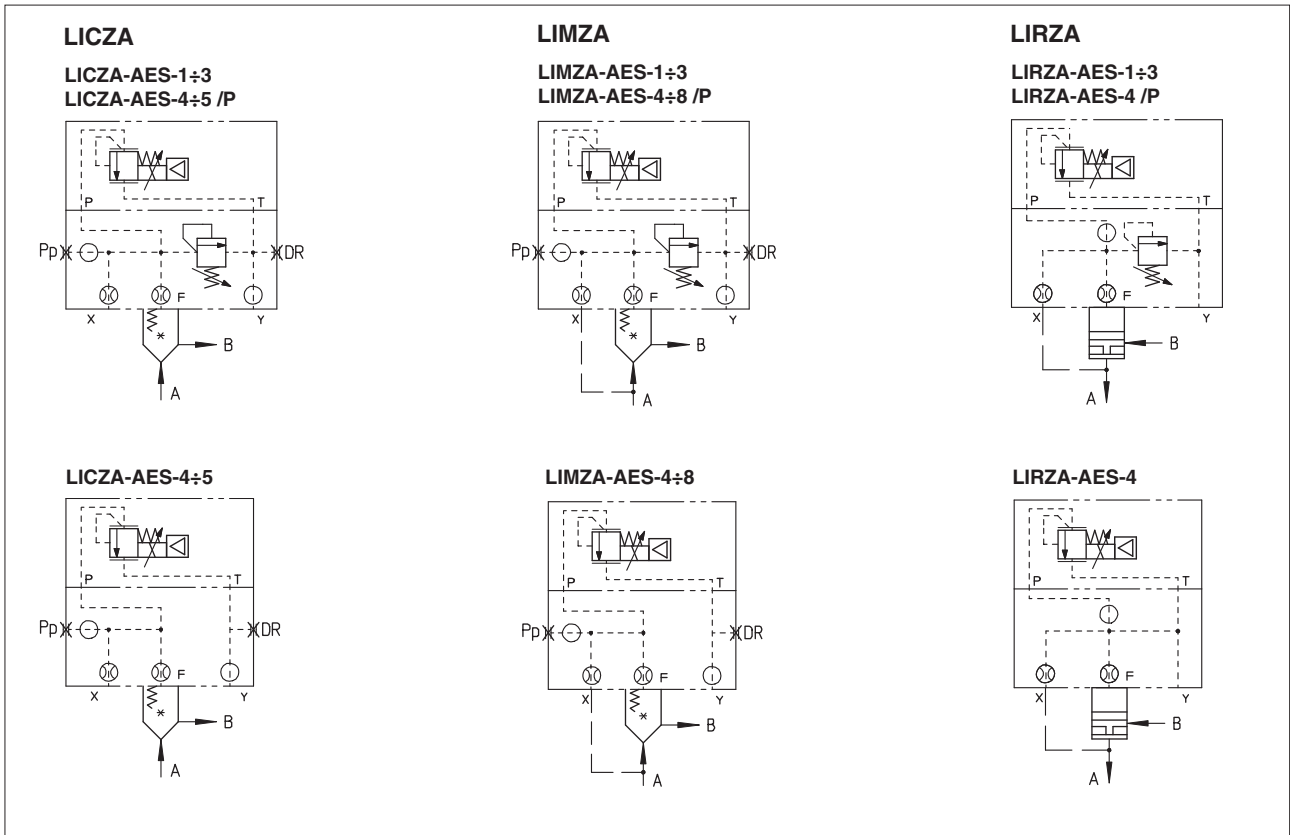 LICZA
LICZA-AES-1÷3
LICZA-AES-4÷5 /P
P
T
Pp
DR
F
X
Y
B
A
LIMZA
LIMZA-AES-1÷3
LIMZA-AES-4÷8 /P
P
T
Pp
DR
F
X
Y
B
A
LIRZA
LIRZA-AES-1÷3
LIRZA-AES-4 /P
P
T
F
X
Y
B
A
LICZA-AES-4÷5
P
T
Pp
DR
F
X
Y
B
A
LIMZA-AES-4÷8
P
T
Pp
DR
F
X
Y
B
A
LIRZA-AES-4
P
T
F
X
Y
B
A